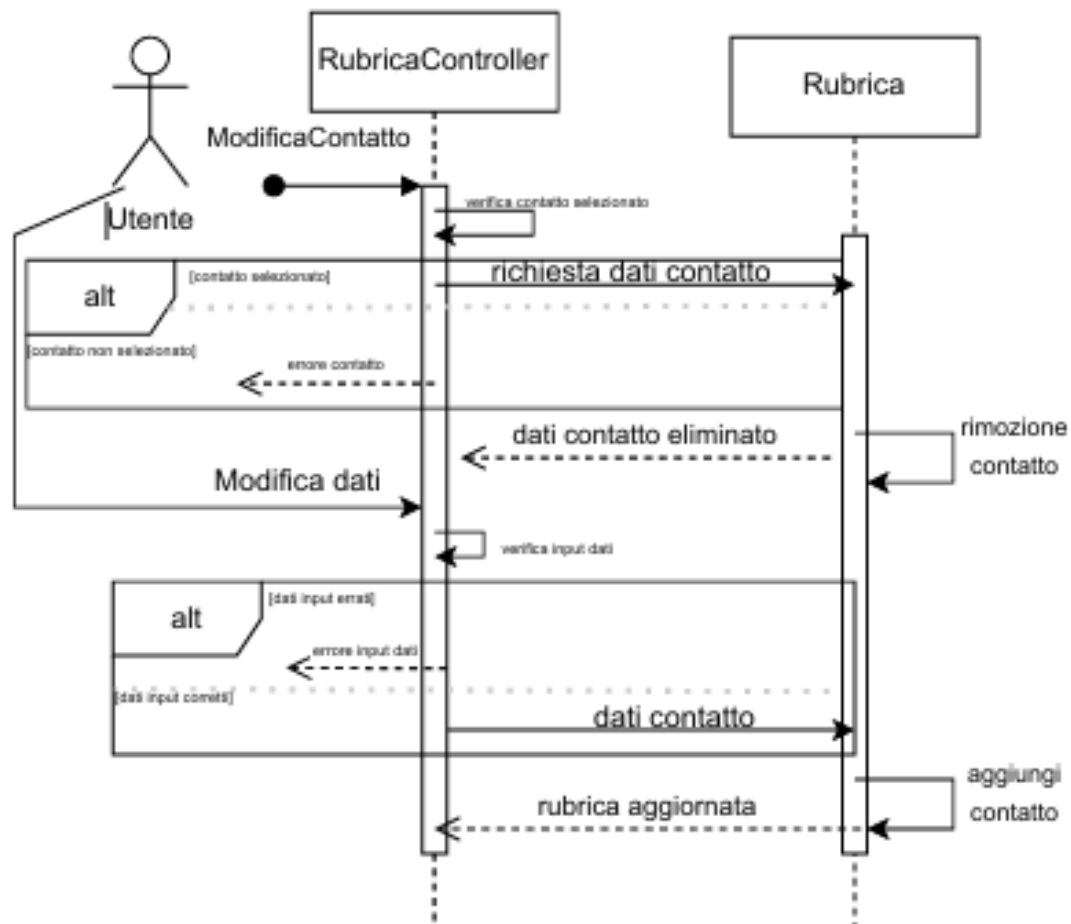 RubricaController
Rubrica
ModificaContatto
verifica contatto selezionato
Utente
richiesta dati contatto
[contatto selezionato]
alt
[contatto non selezionato]
errore contatto
rimozione
contatto
dati contatto eliminato
Modifica dati
verifica input dati
[dati input errati]
alt
errore input dati
[dati input corretti]
dati contatto
aggiungi
contatto
rubrica aggiornata